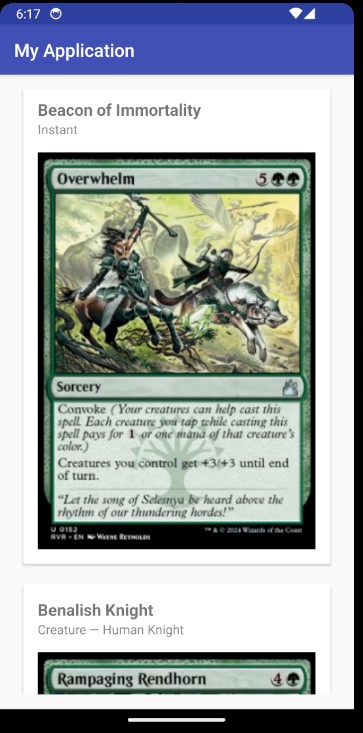 6:17
My Application
Beacon of Immortality
Instant
Overwhelm 5
Sorcery
Convoke (Your creatures can help cast this
spell. Each creature you tap while casting this
spell pays for 1 or one mana of that creature's
color.)
Creatures you control get +3/+3 until end
of turn.
"Let the song of Selesnya be heard above the
rhythm of our thundering hordes!"
U 0152
RVR • EN Wayne Reynolds
™ & © 2024 Wizards of the Coast
Benalish Knight
Creature — Human Knight
Rampaging Rendhorn 4